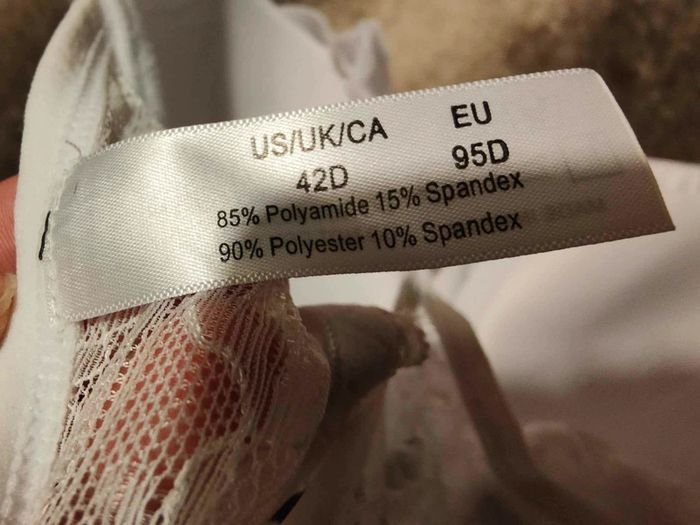 US/UK/CA EU
42D 95D
85% Polyamide 15% Spandex
90% Polyester 10% Spandex